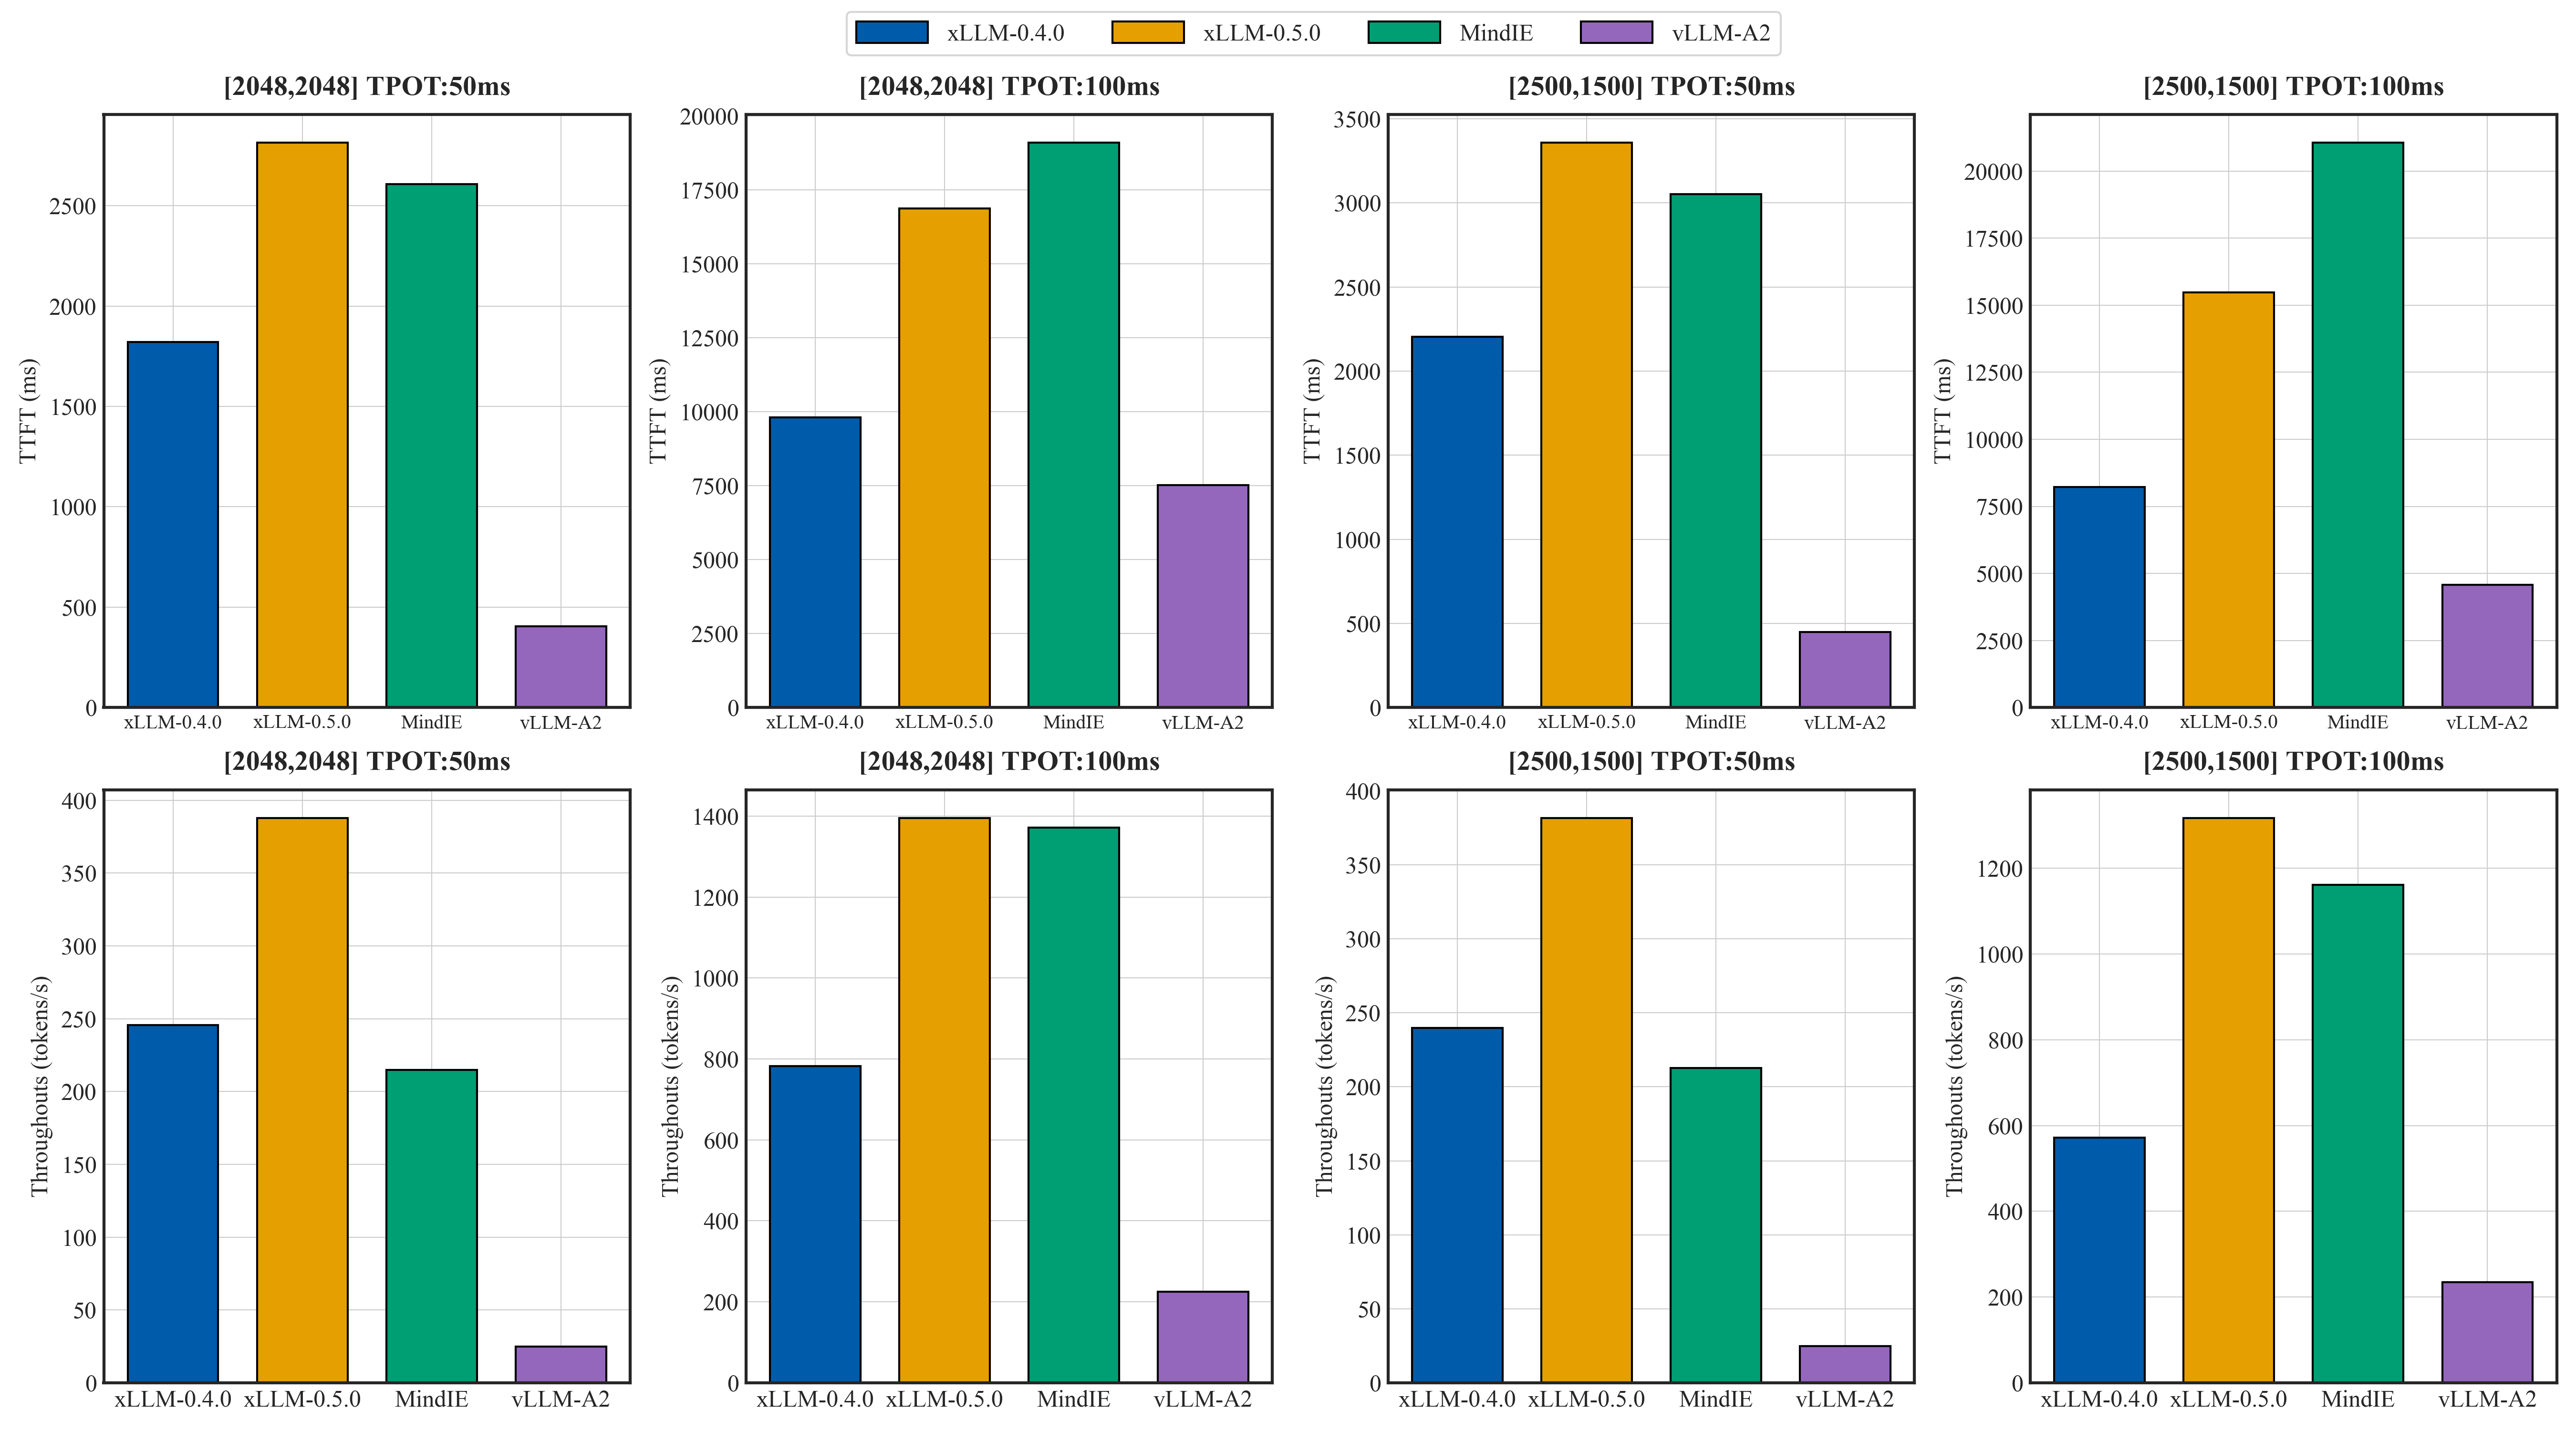 xLLM-0.4.0 xLLM-0.5.0 MindIE vLLM-A2
[2048,2048] TPOT:50ms
TTFT (ms)
2500
2000
1500
1000
500
0
xLLM-0.4.0 xLLM-0.5.0 MindIE vLLM-A2
[2048,2048] TPOT:100ms
TTFT (ms)
20000
17500
15000
12500
10000
7500
5000
2500
0
xLLM-0.4.0 xLLM-0.5.0 MindIE vLLM-A2
[2500,1500] TPOT:50ms
TTFT (ms)
3500
3000
2500
2000
1500
1000
500
0
xLLM-0.4.0 xLLM-0.5.0 MindIE vLLM-A2
[2500,1500] TPOT:100ms
TTFT (ms)
20000
17500
15000
12500
10000
7500
5000
2500
0
xLLM-0.4.0 xLLM-0.5.0 MindIE vLLM-A2
[2048,2048] TPOT:50ms
Throughouts (tokens/s)
400
350
300
250
200
150
100
50
0
xLLM-0.4.0 xLLM-0.5.0 MindIE vLLM-A2
[2048,2048] TPOT:100ms
Throughouts (tokens/s)
1400
1200
1000
800
600
400
200
0
xLLM-0.4.0 xLLM-0.5.0 MindIE vLLM-A2
[2500,1500] TPOT:50ms
Throughouts (tokens/s)
400
350
300
250
200
150
100
50
0
xLLM-0.4.0 xLLM-0.5.0 MindIE vLLM-A2
[2500,1500] TPOT:100ms
Throughouts (tokens/s)
1200
1000
800
600
400
200
0
xLLM-0.4.0 xLLM-0.5.0 MindIE vLLM-A2